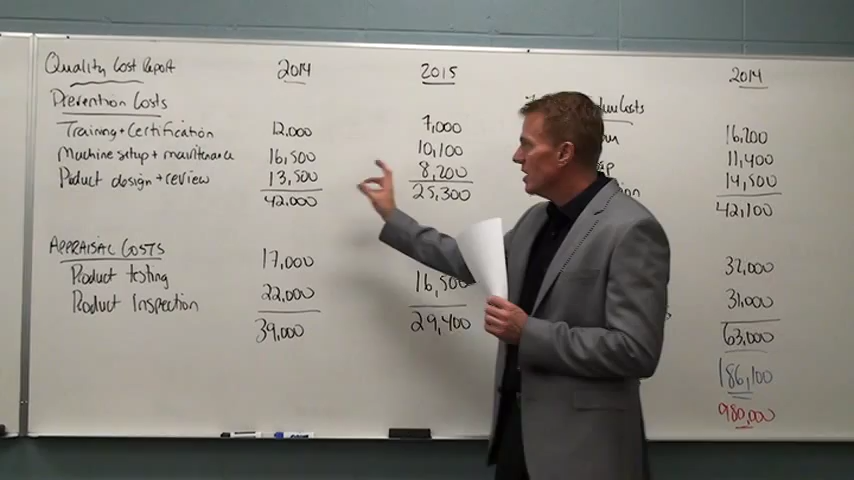 Quality Cost Report 2014 2015 2014
Prevention Costs Costs
Training + Certification 12,000 7,000 16,200
Machine setup + maintenance 16,500 10,100 11,400
Product design + review 13,500 8,200 14,500
42,000 25,300 42,100
APPRAISAL COSTS
Product testing 17,000 32,000
Product Inspection 22,000 16,500 31,000
39,000 29,400 63,000
186,100
980,000